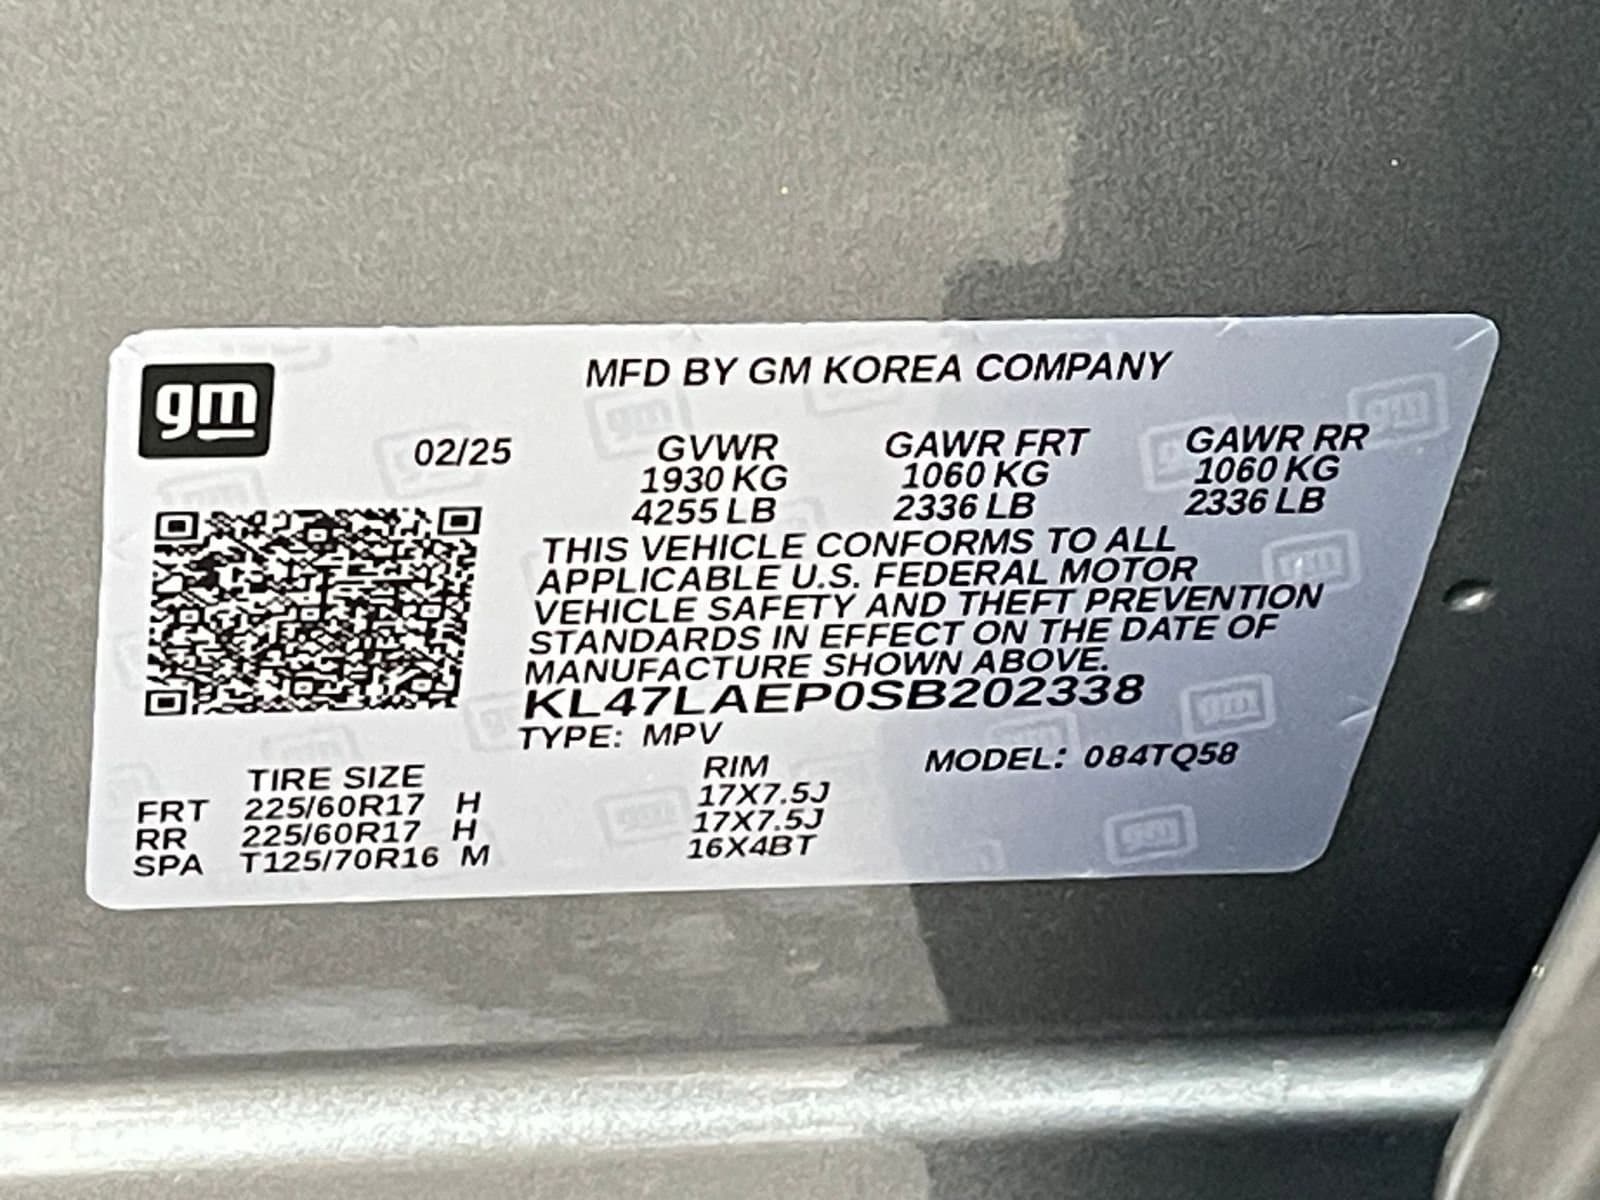 gm
MFD BY GM KOREA COMPANY
02/25 GVWR GAWR FRT GAWR RR
1930 KG 1060 KG 1060 KG
4255 LB 2336 LB 2336 LB
THIS VEHICLE CONFORMS TO ALL
APPLICABLE U.S. FEDERAL MOTOR
VEHICLE SAFETY AND THEFT PREVENTION
STANDARDS IN EFFECT ON THE DATE OF
MANUFACTURE SHOWN ABOVE.
KL47LAEP0SB202338
TYPE: MPV MODEL: 084TQ58
TIRE SIZE RIM
FRT 225/60R17 H 17X7.5J
RR 225/60R17 H 17X7.5J
SPA T125/70R16 M 16X4BT